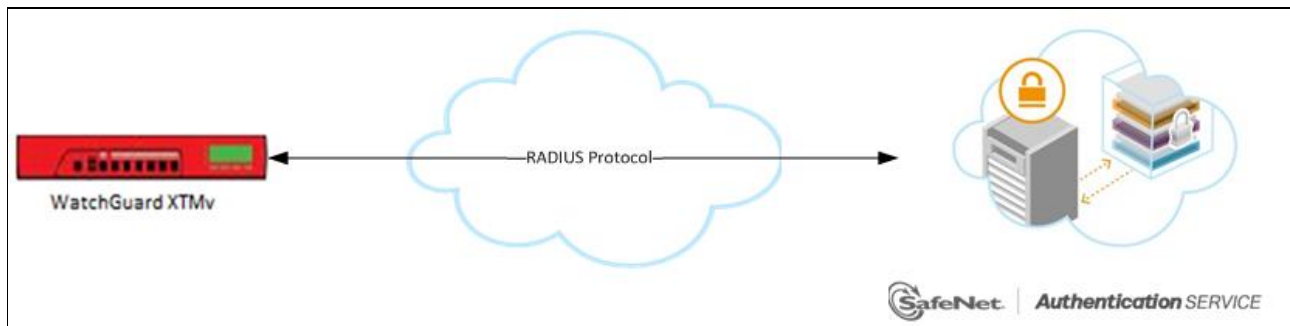 RADIUS Protocol
WatchGuard XTMv
SafeNet. | Authentication SERVICE